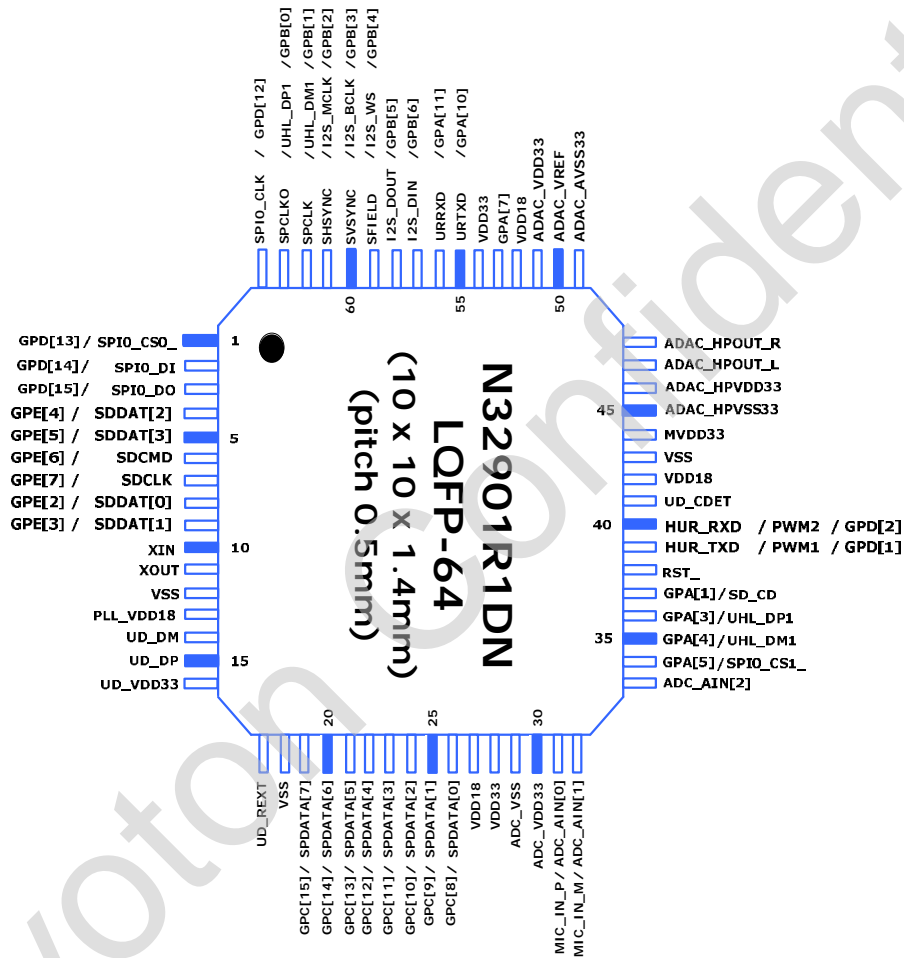 SPI0_CLK / GPD[12]
SPCLKO /UHL_DP1 /GPB[0]
SPCLK /UHL_DM1 /GPB[1]
SHSYNC /I2S_MCLK /GPB[2]
SVSYNC /I2S_BCLK /GPB[3]
SFIELD /I2S_WS /GPB[4]
I2S_DOUT /GPB[5]
I2S_DIN /GPB[6]
URRXD /GPA[11]
URTXD /GPA[10]
VDD33
GPA[7]
VDD18
ADAC_VDD33
ADAC_VREF
ADAC_AVSS33
60
55
50
GPD[13] / SPI0_CS0_ 1
GPD[14]/ SPI0_DI
GPD[15]/ SPI0_DO
GPE[4] / SDDAT[2]
GPE[5] / SDDAT[3] 5
GPE[6] / SDCMD
GPE[7] / SDCLK
GPE[2] / SDDAT[0]
GPE[3] / SDDAT[1]
XIN 10
XOUT
VSS
PLL_VDD18
UD_DM
UD_DP 15
UD_VDD33
N32901R1DN
LQFP-64
(10 x 10 x 1.4mm)
(pitch 0.5mm)
ADAC_HPOUT_R
ADAC_HPOUT_L
ADAC_HPVDD33
45 ADAC_HPVSS33
MVDD33
VSS
VDD18
UD_CDET
40 HUR_RXD / PWM2 / GPD[2]
HUR_TXD / PWM1 / GPD[1]
RST_
GPA[1]/SD_CD
GPA[3]/UHL_DP1
35 GPA[4]/UHL_DM1
GPA[5]/SPI0_CS1_
ADC_AIN[2]
20
25
30
UD_REXT
VSS
GPC[15]/ SPDATA[7]
GPC[14]/ SPDATA[6]
GPC[13]/ SPDATA[5]
GPC[12]/ SPDATA[4]
GPC[11]/ SPDATA[3]
GPC[10]/ SPDATA[2]
GPC[9]/ SPDATA[1]
GPC[8]/ SPDATA[0]
VDD18
VDD33
ADC_VSS
ADC_VDD33
MIC_IN_P/ ADC_AIN[0]
MIC_IN_M/ ADC_AIN[1]
voton Confident